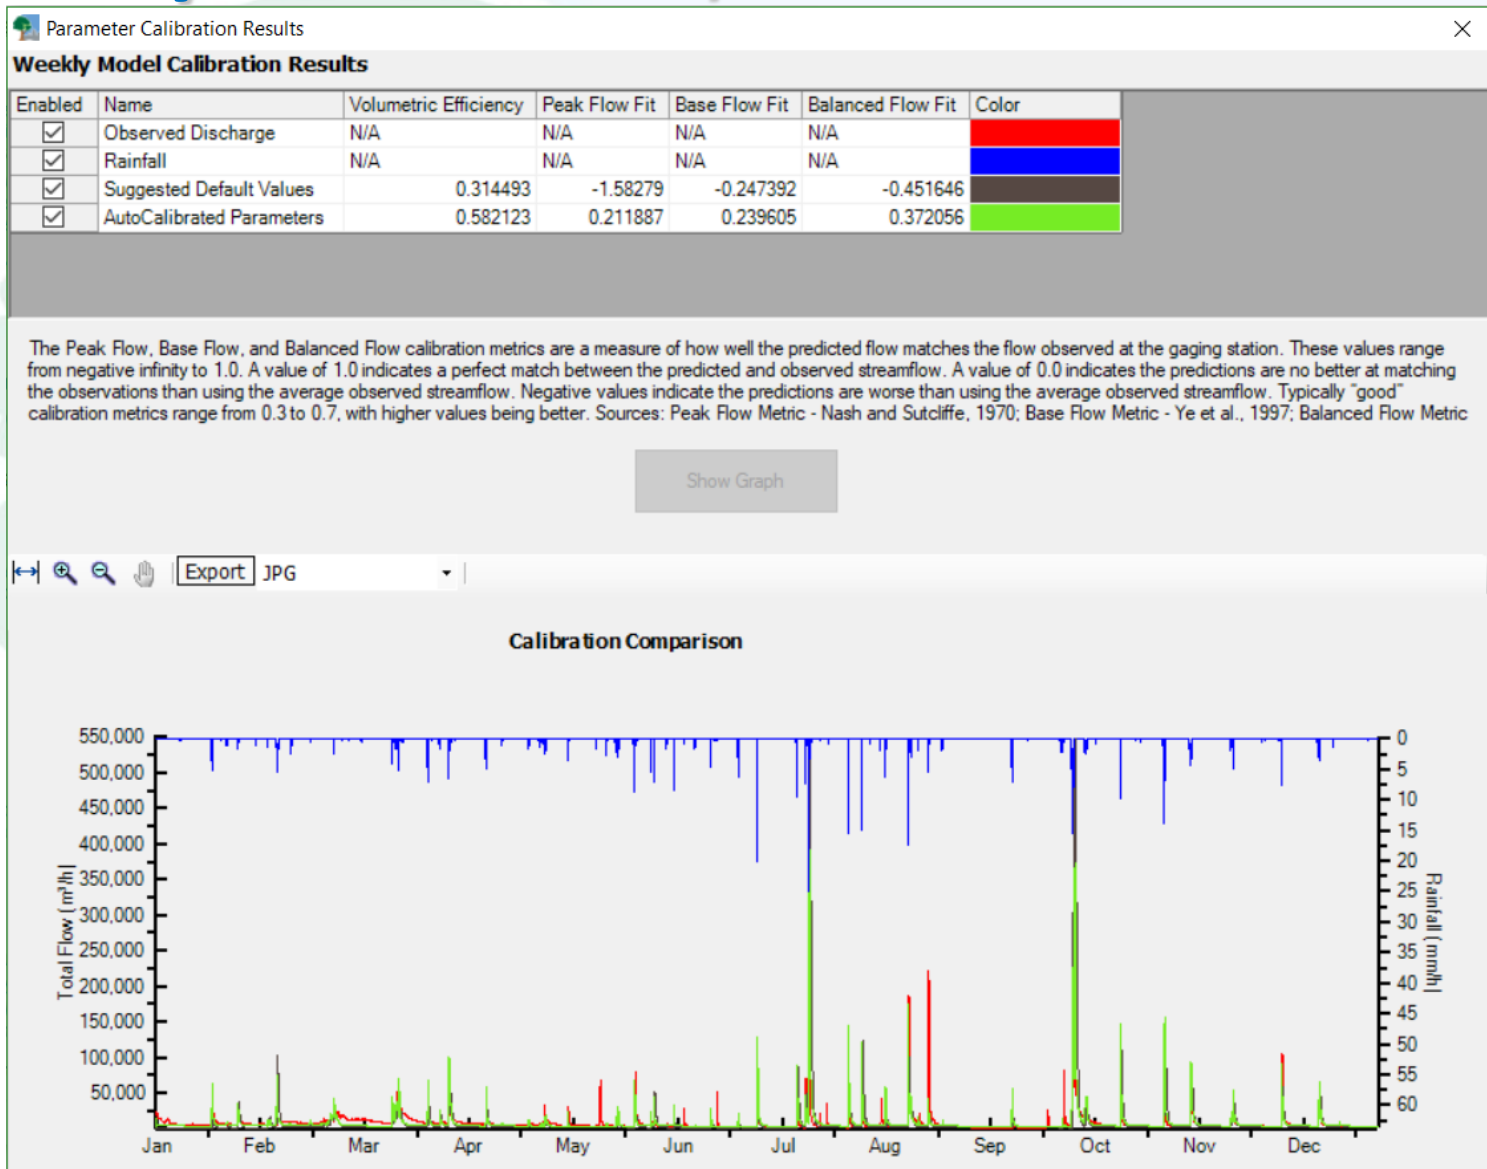 Parameter Calibration Results
Weekly Model Calibration Results
Enabled Name Volumetric Efficiency Peak Flow Fit Base Flow Fit Balanced Flow Fit Color
Observed Discharge N/A N/A N/A N/A
Rainfall N/A N/A N/A N/A
Suggested Default Values 0.314493 -1.58279 -0.247392 -0.451646
AutoCalibrated Parameters 0.582123 0.211887 0.239605 0.372056
The Peak Flow, Base Flow, and Balanced Flow calibration metrics are a measure of how well the predicted flow matches the flow observed at the gaging station. These values range
from negative infinity to 1.0. A value of 1.0 indicates a perfect match between the predicted and observed streamflow. A value of 0.0 indicates the predictions are no better at matching
the observations than using the average observed streamflow. Negative values indicate the predictions are worse than using the average observed streamflow. Typically "good"
calibration metrics range from 0.3 to 0.7, with higher values being better. Sources: Peak Flow Metric - Nash and Sutcliffe, 1970; Base Flow Metric - Ye et al., 1997; Balanced Flow Metric
Show Graph
Export JPG
Calibration Comparison
Total Flow (m³/h)
550,000
500,000
450,000
400,000
350,000
300,000
250,000
200,000
150,000
100,000
50,000
0
5
10
15
20
25
30
35
40
45
50
55
60
Rainfall (mm/h)
Jan Feb Mar Apr May Jun Jul Aug Sep Oct Nov Dec